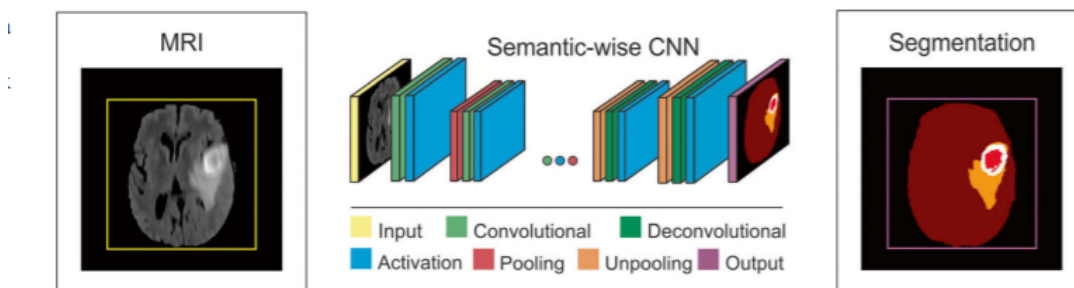 MRI
Semantic-wise CNN
Segmentation
Input
Convolutional
Deconvolutional
Activation
Pooling
Unpooling
Output